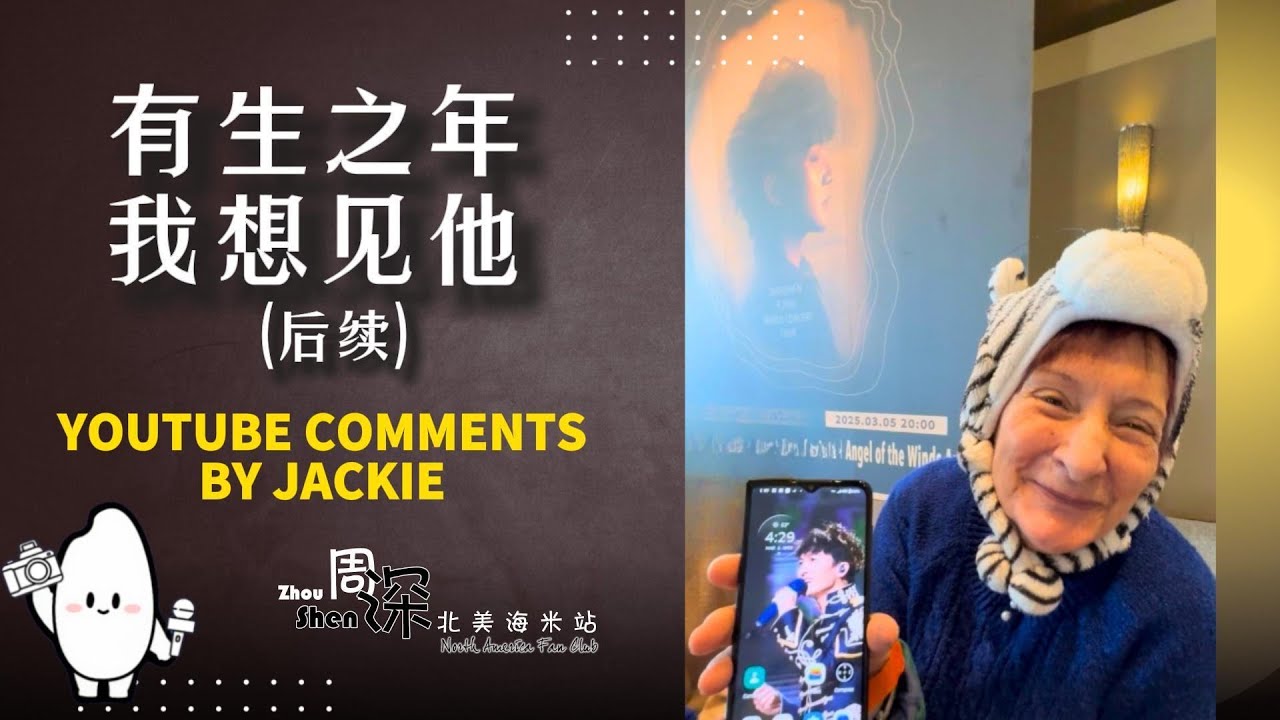 有生之年
我想见他
(后续)
YOUTUBE COMMENTS
BY JACKIE
Zhou
Shen
周深
北美海米站
North America Fan Club
2025.03.05 20:00
Angel of the Winds
4:29